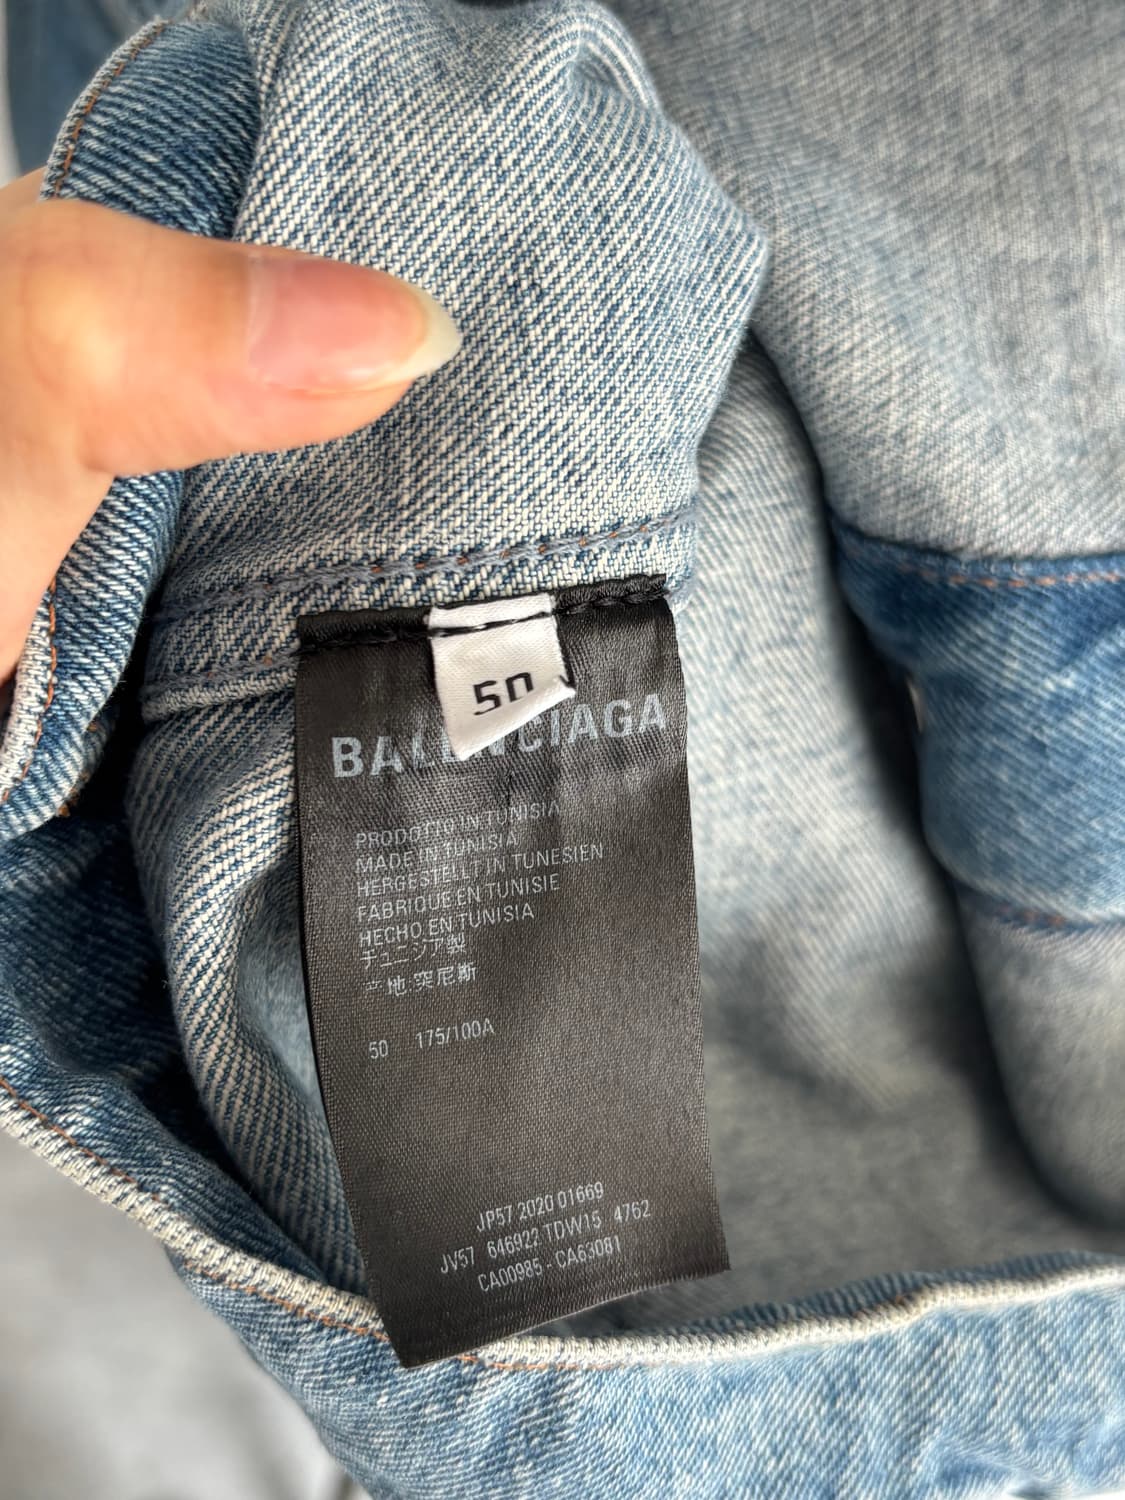 50
BALENCIAGA
PRODOTTO IN TUNISIA
MADE IN TUNISIA
HERGESTELLT IN TUNESIEN
FABRIQUE EN TUNISIE
HECHO EN TUNISIA
チュニジア製
产地:突尼斯
50 175/100A
JP57 2020 01669
JV57 646922 TDW15 4762
CA00985 - CA63081